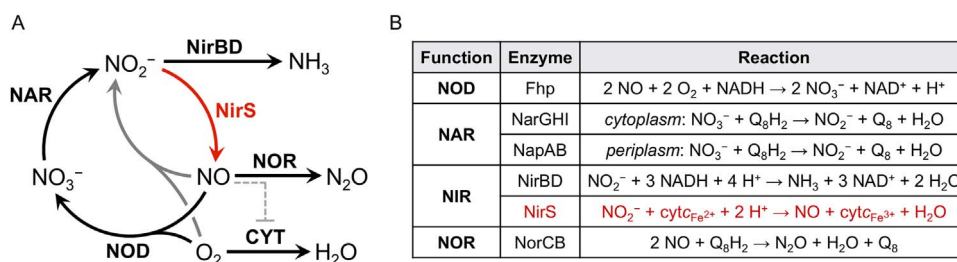 A
NirBD
NO₂⁻
NH₃
NAR
NirS
NO₃⁻
NO
NOR
N₂O
NOD
O₂
CYT
H₂O
B
Function Enzyme Reaction
NOD Fhp 2 NO + 2 O₂ + NADH → 2 NO₃⁻ + NAD⁺ + H⁺
NAR NarGHI cytoplasm: NO₃⁻ + Q₈H₂ → NO₂⁻ + Q₈ + H₂O
NapAB periplasm: NO₃⁻ + Q₈H₂ → NO₂⁻ + Q₈ + H₂O
NIR NirBD NO₂⁻ + 3 NADH + 4 H⁺ → NH₃ + 3 NAD⁺ + 2 H₂O
NirS NO₂⁻ + cytc_Fe²⁺ + 2 H⁺ → NO + cytc_Fe³⁺ + H₂O
NOR NorCB 2 NO + Q₈H₂ → N₂O + H₂O + Q₈